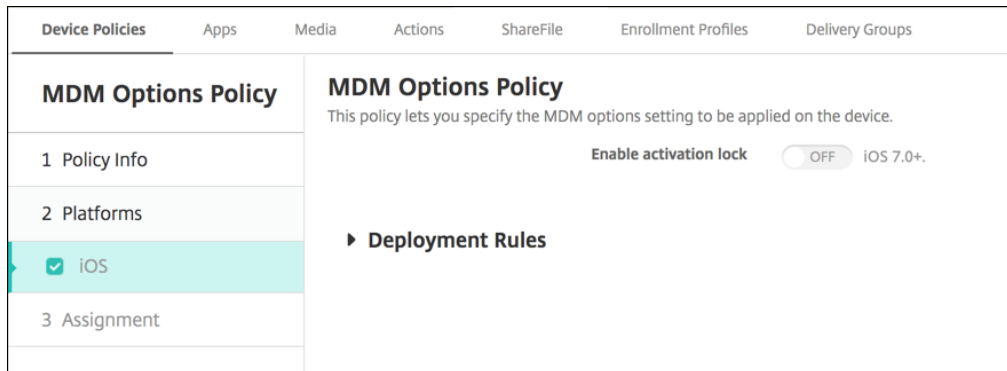 Device Policies Apps Media Actions ShareFile Enrollment Profiles Delivery Groups
MDM Options Policy
1 Policy Info
2 Platforms
iOS
3 Assignment
MDM Options Policy
This policy lets you specify the MDM options setting to be applied on the device.
Enable activation lock OFF iOS 7.0+.
Deployment Rules